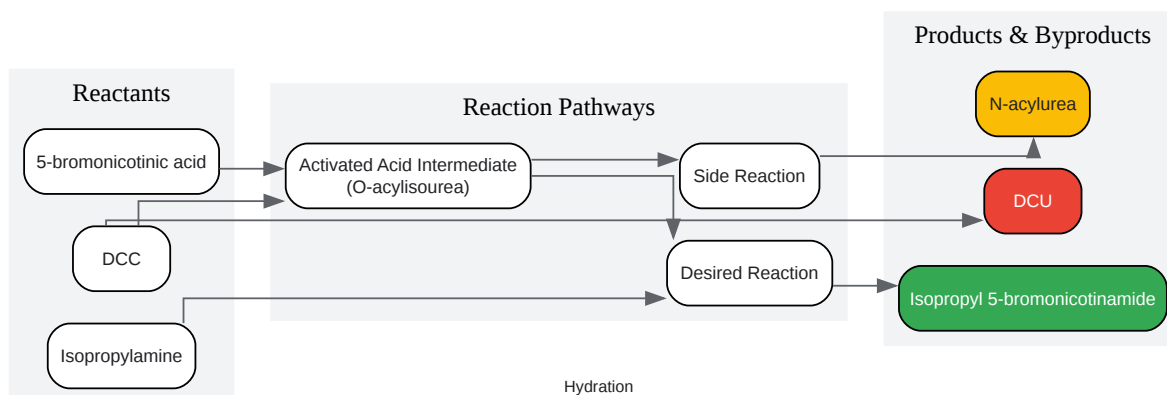 Reactants
5-bromonicotinic acid
DCC
Isopropylamine
Reaction Pathways
Activated Acid Intermediate
(O-acylisourea)
Side Reaction
Desired Reaction
Products & Byproducts
N-acylurea
DCU
Isopropyl 5-bromonicotinamide
Hydration